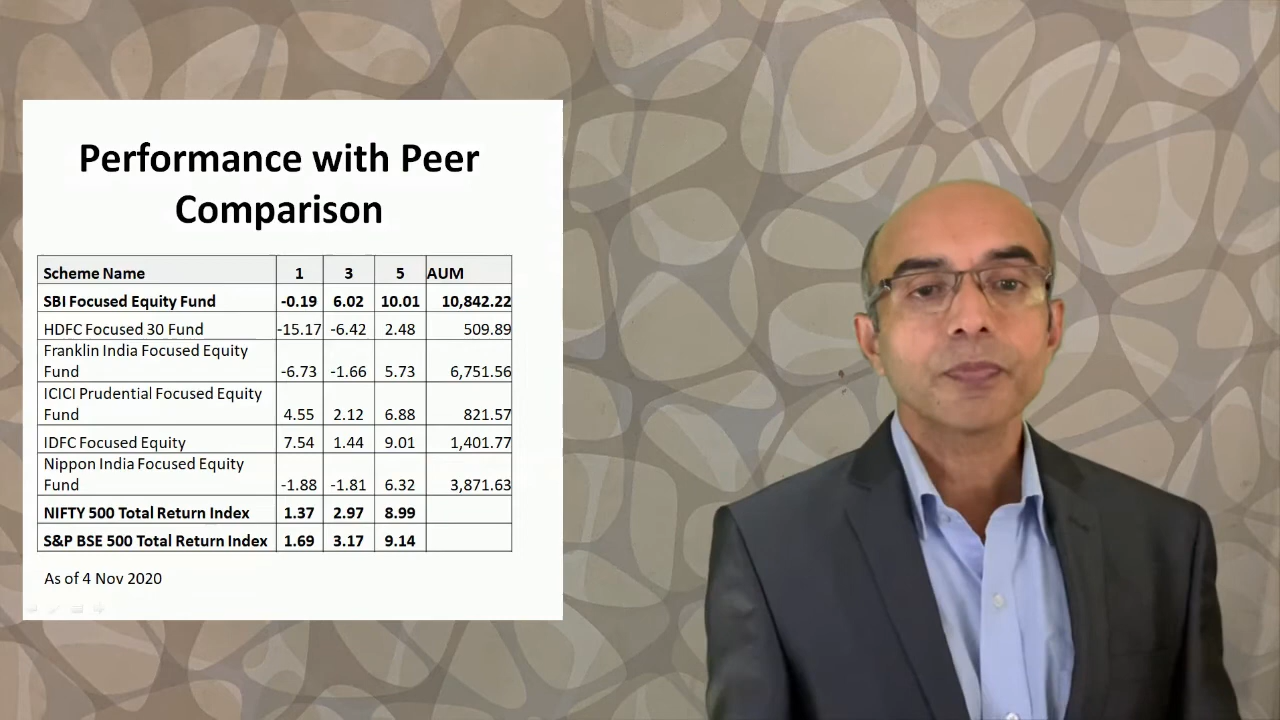 Performance with Peer
Comparison
Scheme Name 1 3 5 AUM
SBI Focused Equity Fund -0.19 6.02 10.01 10,842.22
HDFC Focused 30 Fund -15.17 -6.42 2.48 509.89
Franklin India Focused Equity
Fund -6.73 -1.66 5.73 6,751.56
ICICI Prudential Focused Equity
Fund 4.55 2.12 6.88 821.57
IDFC Focused Equity 7.54 1.44 9.01 1,401.77
Nippon India Focused Equity
Fund -1.88 -1.81 6.32 3,871.63
NIFTY 500 Total Return Index 1.37 2.97 8.99
S&P BSE 500 Total Return Index 1.69 3.17 9.14
As of 4 Nov 2020